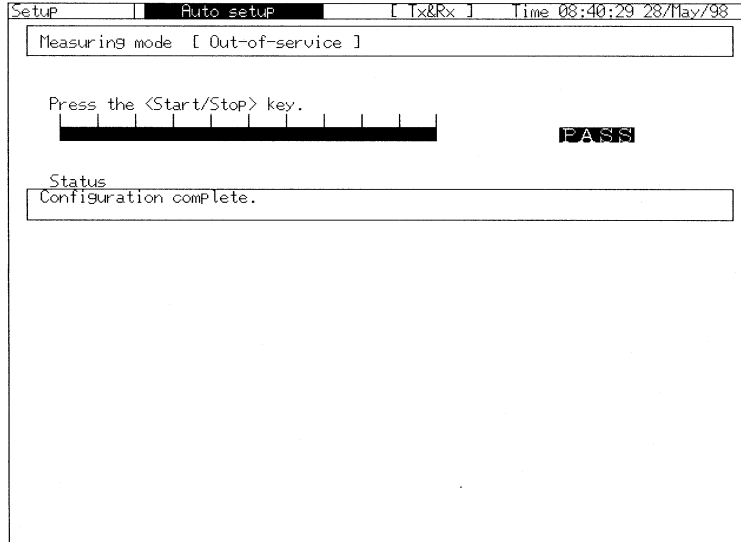 Setup Auto setup [ Tx&Rx ] Time 08:40:29 28/May/98
Measuring mode [ Out-of-service ]
Press the <Start/Stop> key.
PASS
Status
Configuration complete.